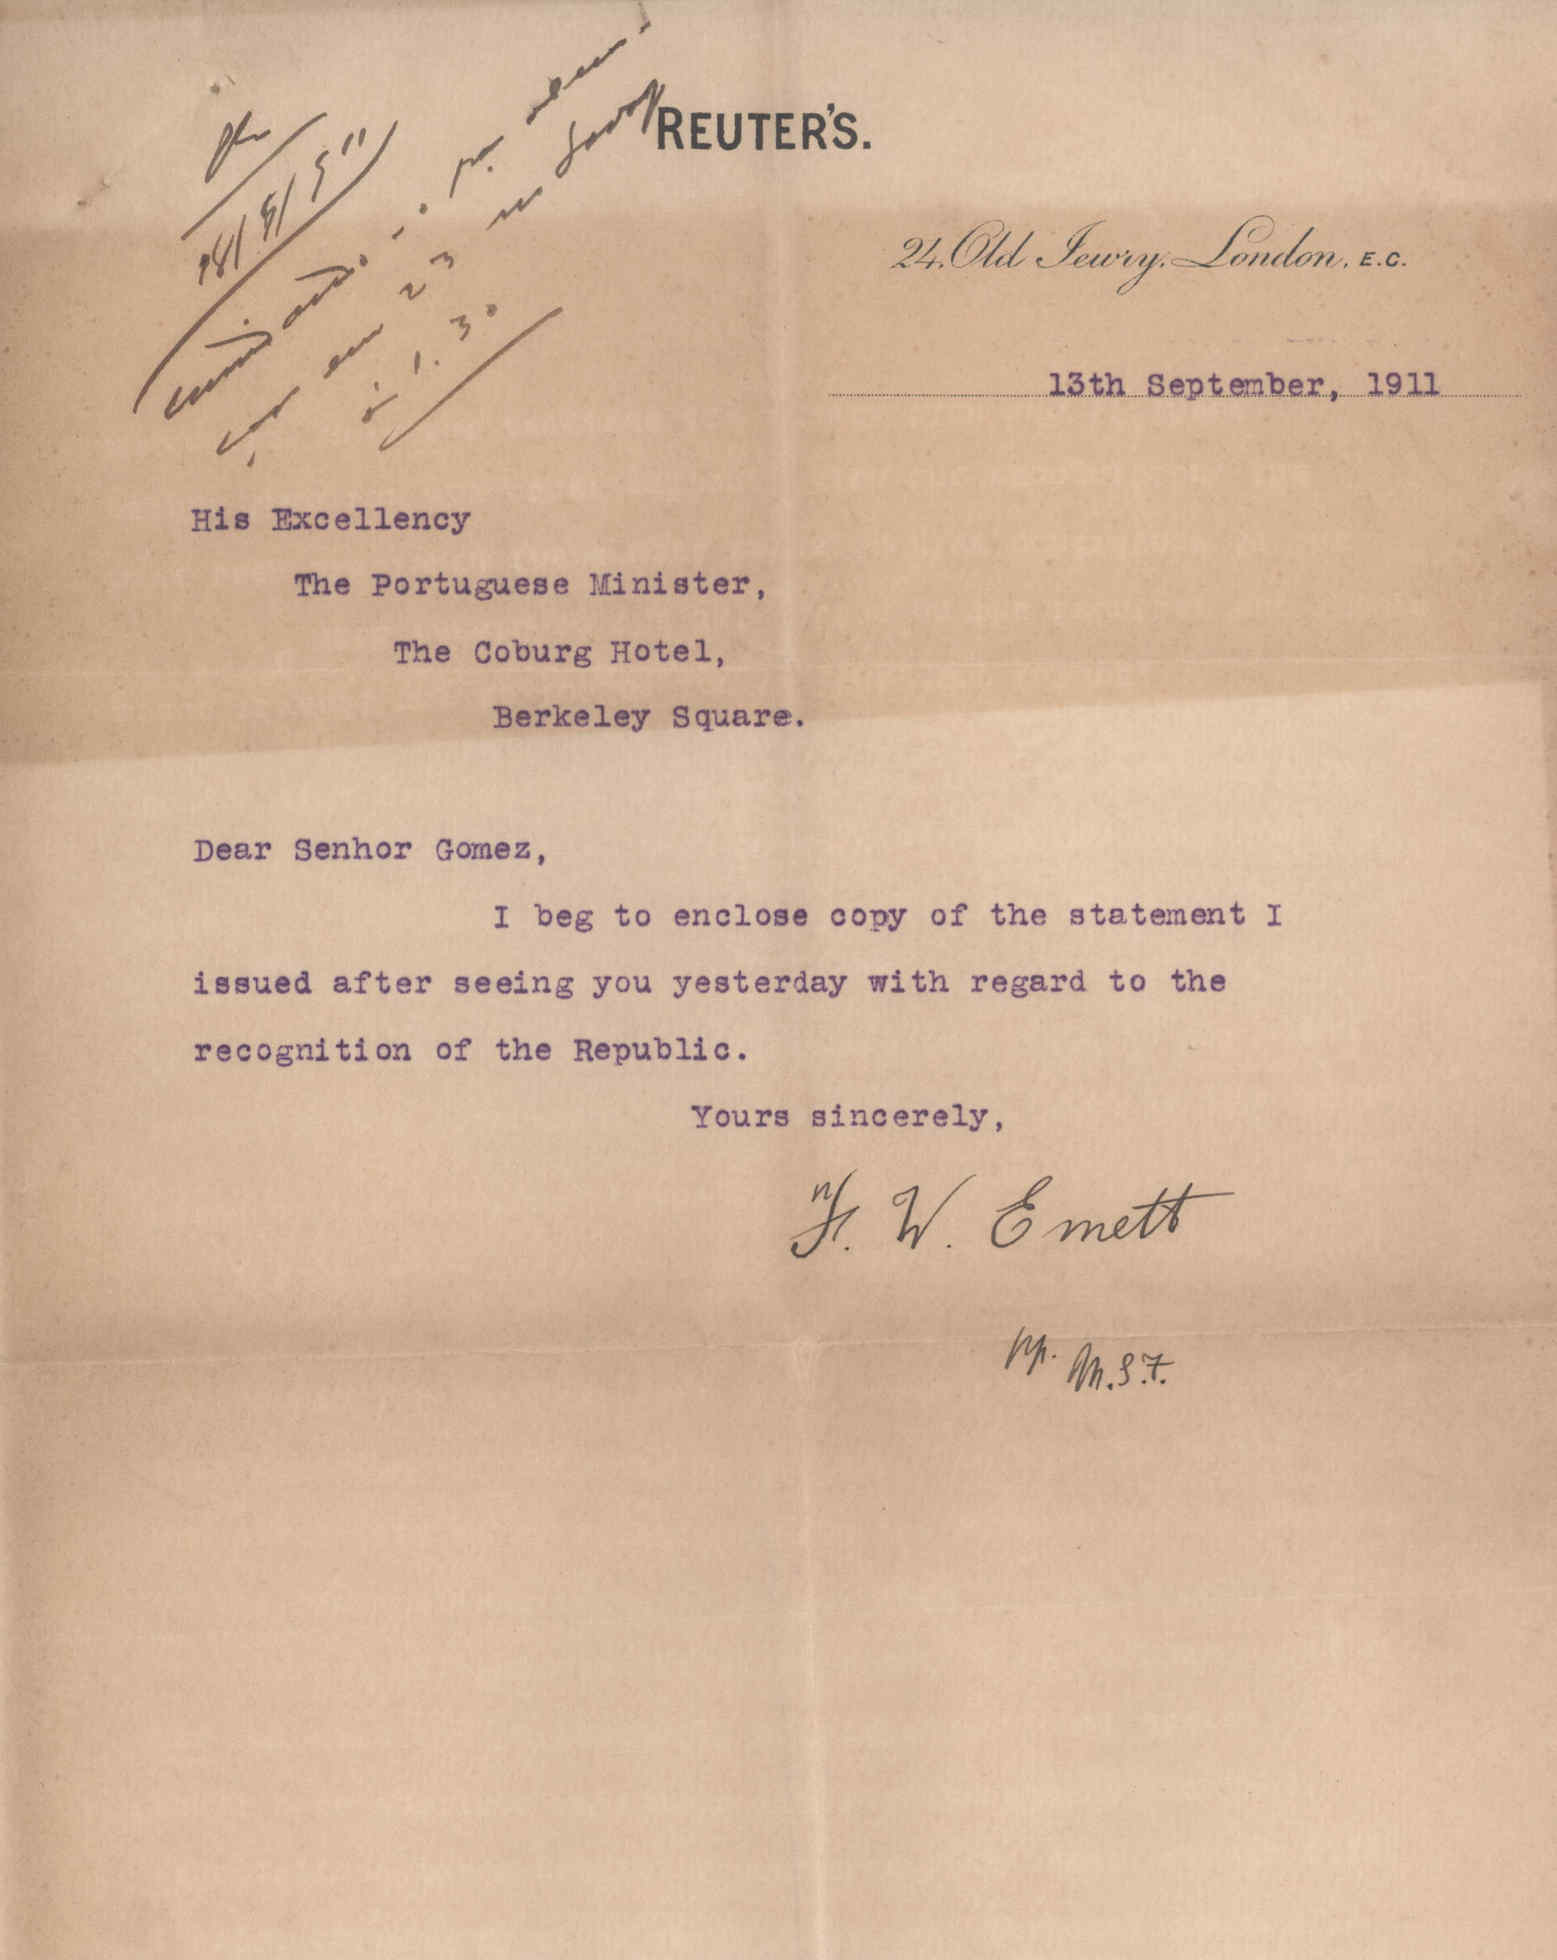 REUTER'S.
24, Old Jewry, London, E.C.
13th September, 1911
His Excellency
The Portuguese Minister,
The Coburg Hotel,
Berkeley Square.
Dear Senhor Gomez,
I beg to enclose copy of the statement I
issued after seeing you yesterday with regard to the
recognition of the Republic.
Yours sincerely,
F. W. Emett
pp. M.S.F.